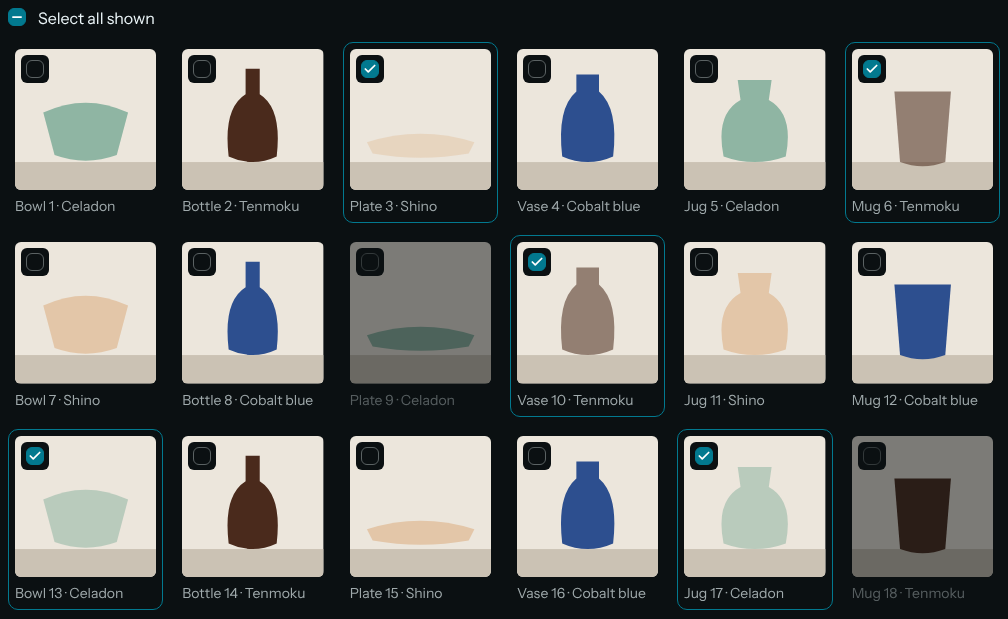 Select all shown
Bowl 1 · Celadon
Bottle 2 · Tenmoku
Plate 3 · Shino
Vase 4 · Cobalt blue
Jug 5 · Celadon
Mug 6 · Tenmoku
Bowl 7 · Shino
Bottle 8 · Cobalt blue
Plate 9 · Celadon
Vase 10 · Tenmoku
Jug 11 · Shino
Mug 12 · Cobalt blue
Bowl 13 · Celadon
Bottle 14 · Tenmoku
Plate 15 · Shino
Vase 16 · Cobalt blue
Jug 17 · Celadon
Mug 18 · Tenmoku